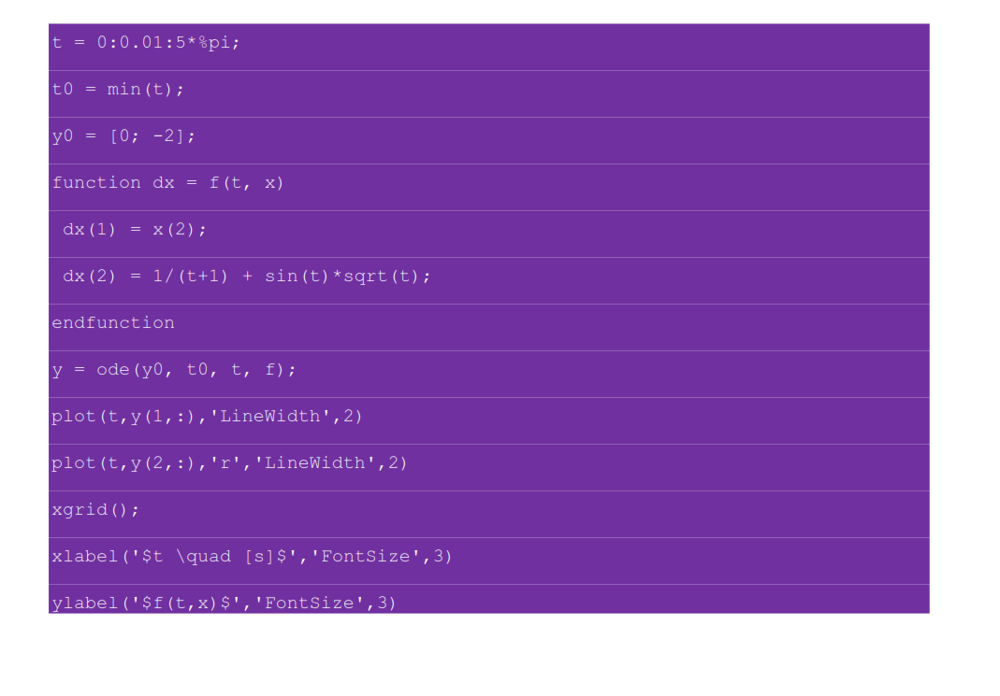 t = 0:0.01:5*%pi;
t0 = min(t);
y0 = [0; -2];
function dx = f(t, x)
 dx(1) = x(2);
 dx(2) = 1/(t+1) + sin(t)*sqrt(t);
endfunction
y = ode(y0, t0, t, f);
plot(t,y(1,:),'LineWidth',2)
plot(t,y(2,:),'r','LineWidth',2)
xgrid();
xlabel('$t \quad [s]$','FontSize',3)
ylabel('$f(t,x)$','FontSize',3)